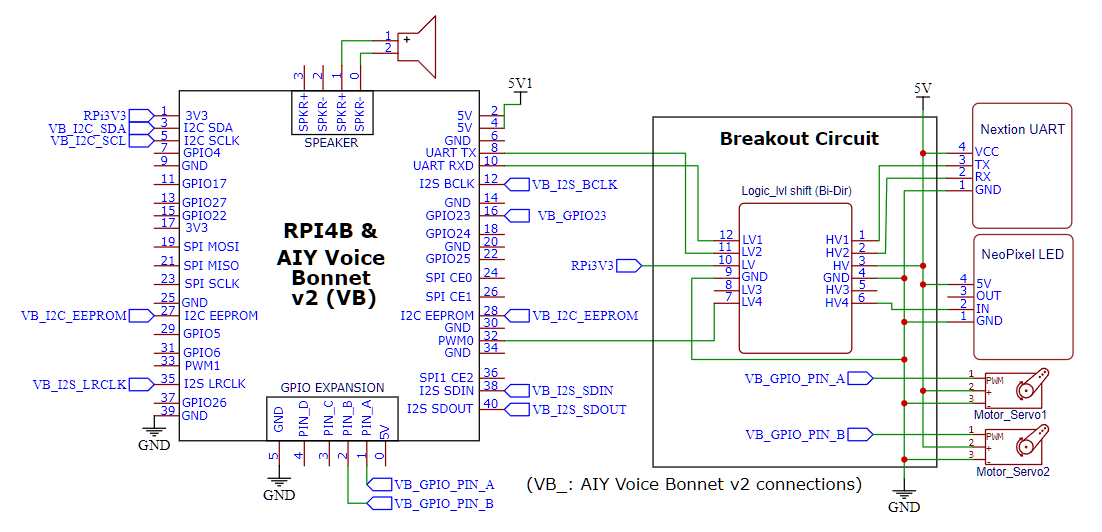 1
+
2
3
2
1
0
SPKR+
SPKR-
SPKR+
SPKR-
SPEAKER
5V1
5V
RPi3V3
1
3V3
VB_I2C_SDA
3
I2C SDA
VB_I2C_SCL
5
I2C SCLK
7
GPIO4
9
GND
11
GPIO17
13
GPIO27
15
GPIO22
17
3V3
19
SPI MOSI
21
SPI MISO
23
SPI SCLK
25
GND
VB_I2C_EEPROM
27
I2C EEPROM
29
GPIO5
31
GPIO6
33
PWM1
VB_I2S_LRCLK
35
I2S LRCLK
37
GPIO26
39
GND
GND
RPI4B &
AIY Voice
Bonnet
v2 (VB)
5V
2
5V
4
GND
6
UART TX
8
UART RXD
10
I2S BCLK
12
VB_I2S_BCLK
GND
14
GPIO23
16
VB_GPIO23
GPIO24
18
GND
20
GPIO25
22
SPI CE0
24
SPI CE1
26
I2C EEPROM
28
VB_I2C_EEPROM
GND
30
PWM0
32
GND
34
SPI1 CE2
36
I2S SDIN
38
VB_I2S_SDIN
I2S SDOUT
40
VB_I2S_SDOUT
GPIO EXPANSION
GND
PIN_D
PIN_C
PIN_B
PIN_A
5V
5
4
3
2
1
0
GND
VB_GPIO_PIN_A
VB_GPIO_PIN_B
Breakout Circuit
Logic_lvl shift (Bi-Dir)
12
LV1
HV1
1
11
LV2
HV2
2
RPi3V3
10
LV
HV
3
9
GND
GND
4
8
LV3
HV3
5
7
LV4
HV4
6
Nextion UART
4
VCC
3
TX
2
RX
1
GND
NeoPixel LED
4
5V
3
OUT
2
IN
1
GND
VB_GPIO_PIN_A
1
PWM
2
+
3
-
Motor_Servo1
VB_GPIO_PIN_B
1
PWM
2
+
3
-
Motor_Servo2
(VB_: AIY Voice Bonnet v2 connections)
GND